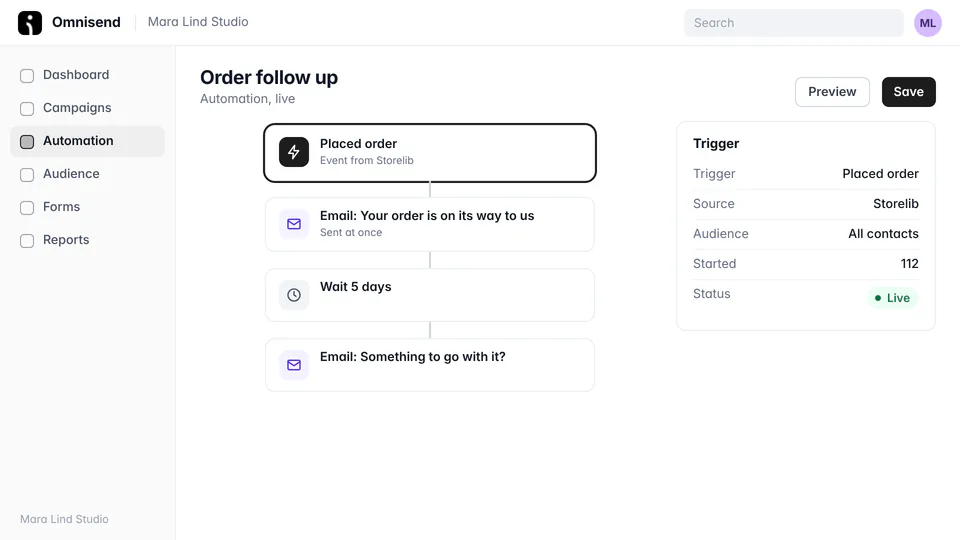 Omnisend
Mara Lind Studio
Search
ML
Dashboard
Campaigns
Automation
Audience
Forms
Reports
Mara Lind Studio
Order follow up
Automation, live
Preview
Save
Placed order
Event from Storelib
Email: Your order is on its way to us
Sent at once
Wait 5 days
Email: Something to go with it?
Trigger
Trigger Placed order
Source Storelib
Audience All contacts
Started 112
Status Live